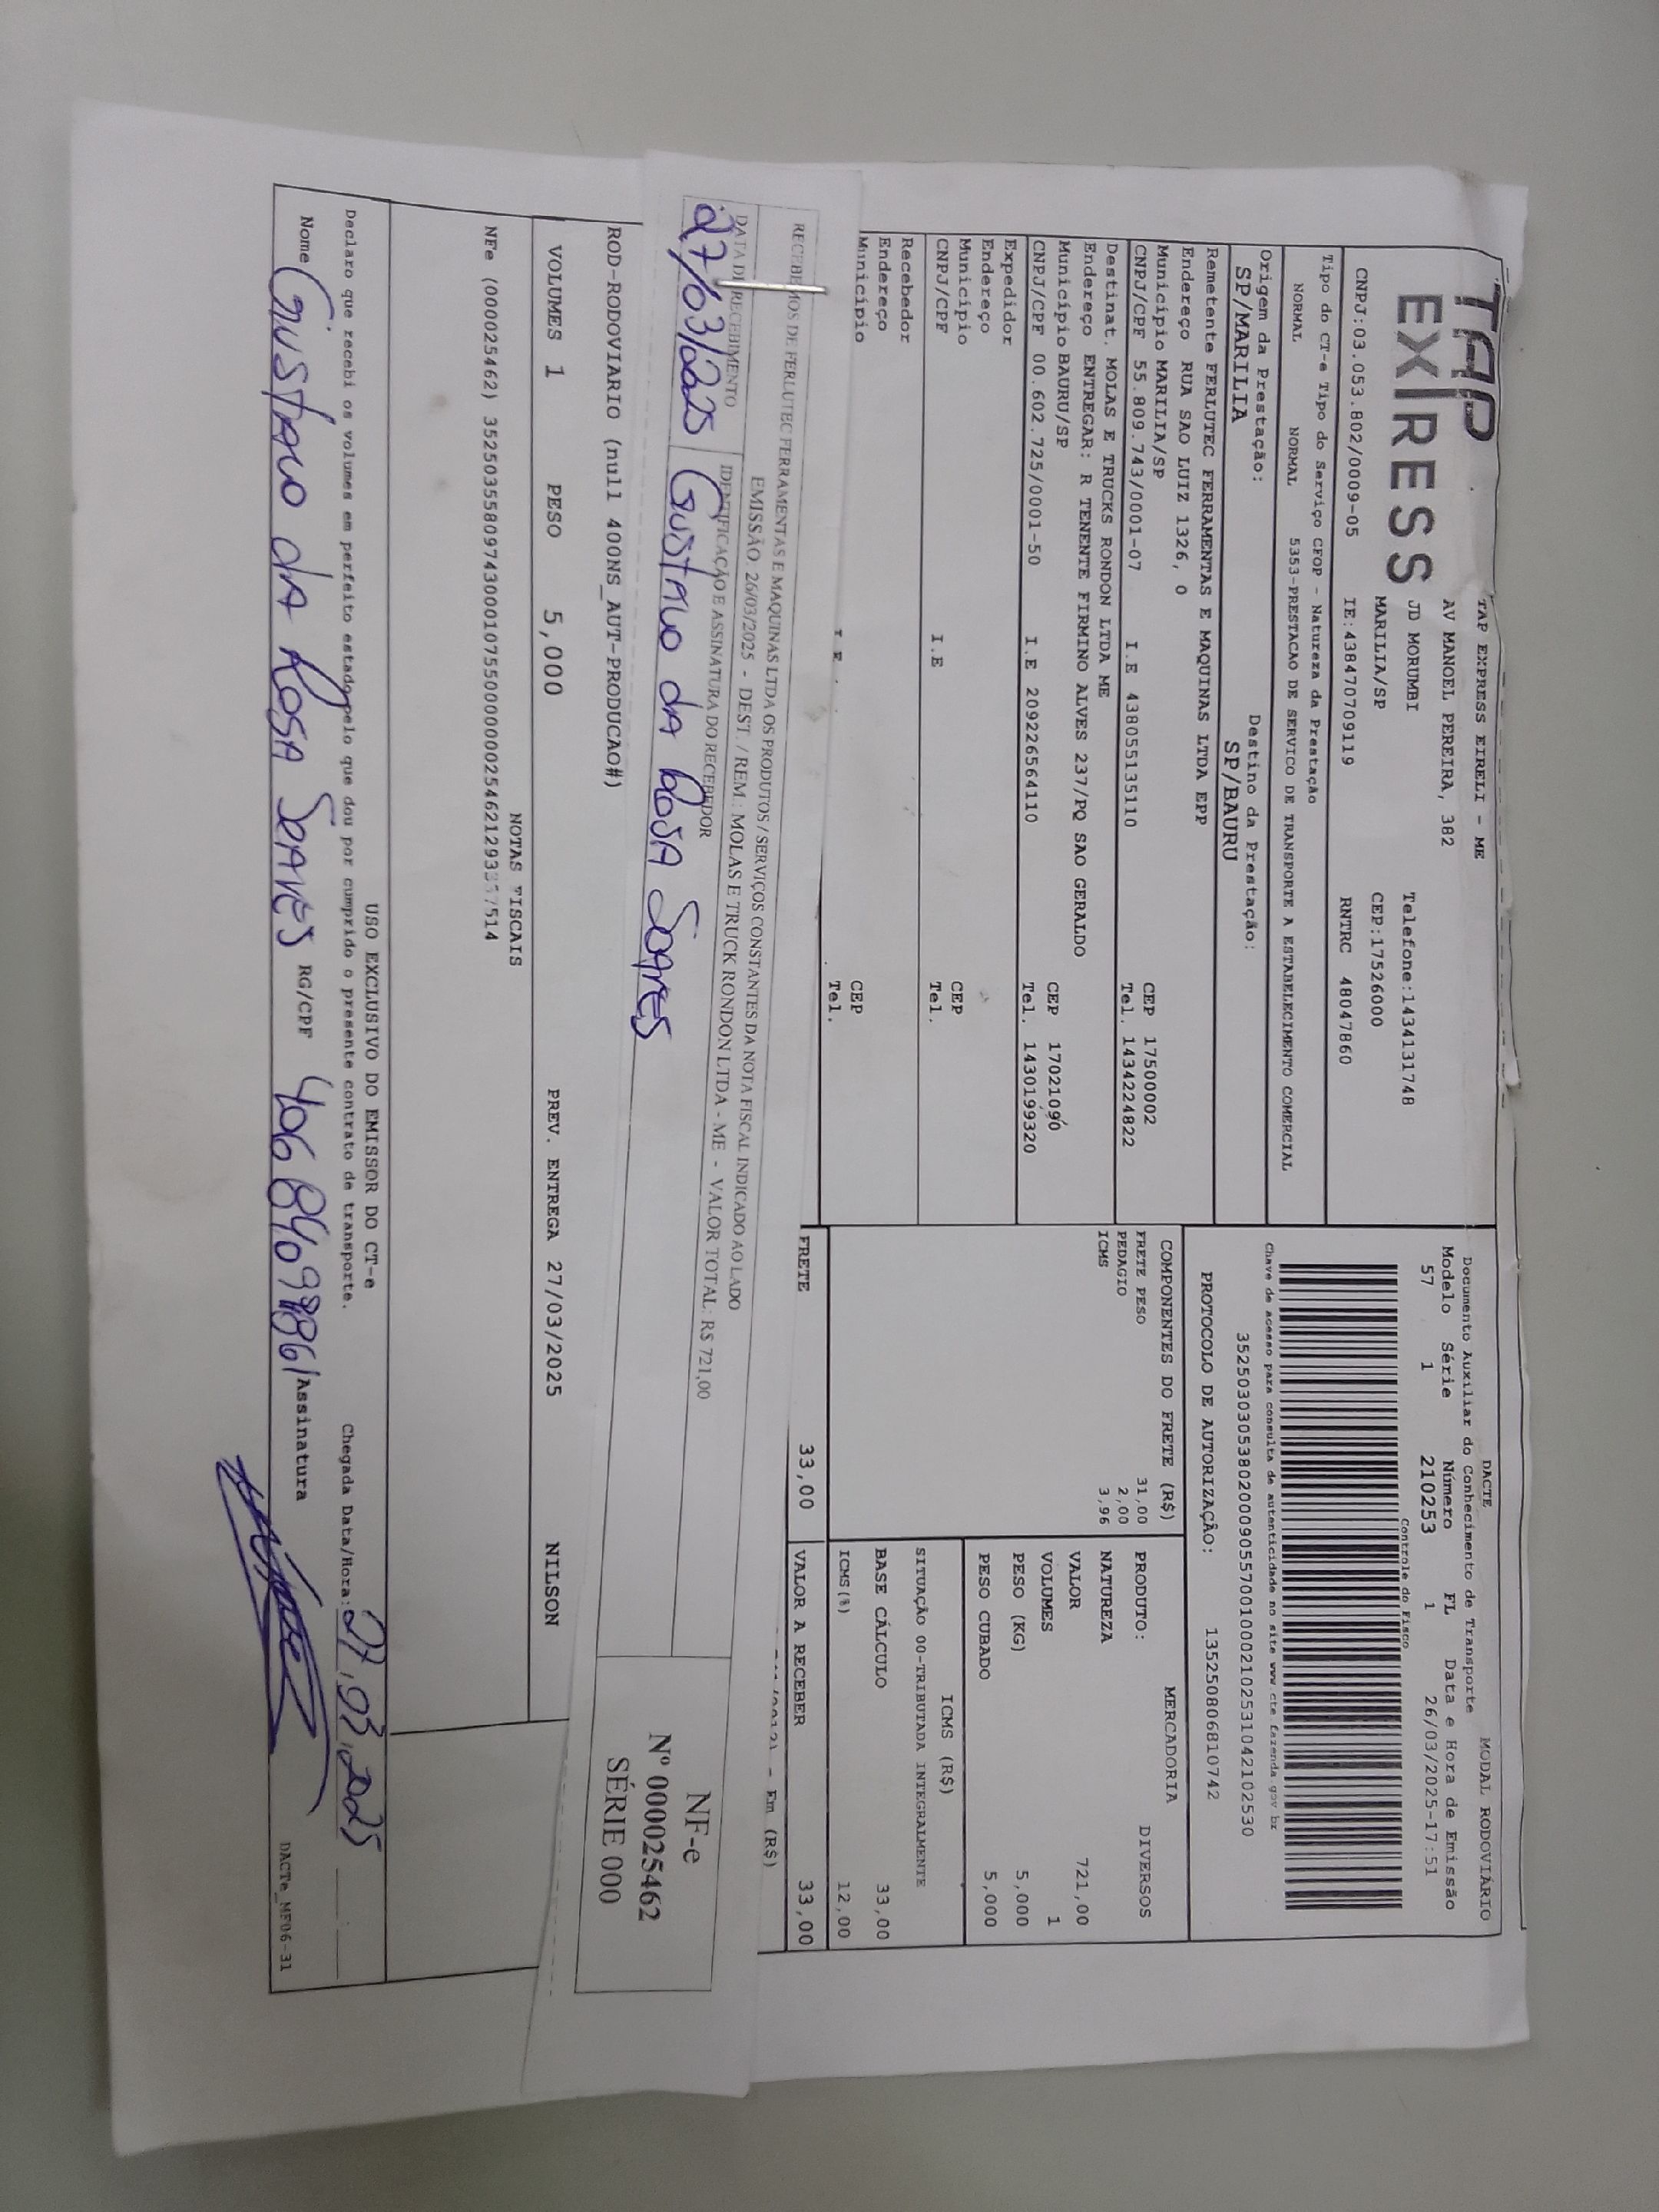 TAP
EXPRESS
TAP EXPRESS EIRELI - ME
AV MANOEL PEREIRA, 382
JD MORUMBI Telefone:1434131748
MARILIA/SP CEP:17526000
CNPJ:03.053.802/0009-05 IE:438470709119 RNTRC 48047860
Tipo do CT-e Tipo do Serviço CFOP - Natureza da Prestação
NORMAL NORMAL 5353-PRESTACAO DE SERVICO DE TRANSPORTE A ESTABELECIMENTO COMERCIAL
Origem da Prestação: Destino da Prestação:
SP/MARILIA SP/BAURU
Remetente FERLUTEC FERRAMENTAS E MAQUINAS LTDA EPP
Endereço RUA SAO LUIZ 1326, 0
Município MARILIA/SP CEP 17500002
CNPJ/CPF 55.809.743/0001-07 I.E 438055135110 Tel. 1434224822
Destinat. MOLAS E TRUCKS RONDON LTDA ME
Endereço ENTREGAR: R TENENTE FIRMINO ALVES 237/PQ SAO GERALDO
Município BAURU/SP CEP 17021090
CNPJ/CPF 00.602.725/0001-50 I.E 209226564110 Tel. 1430199320
Expedidor
Endereço
Município CEP
CNPJ/CPF I.E Tel.
Recebedor
Endereço
Município CEP
I.E. Tel.
DACTE MODAL RODOVIÁRIO
Documento Auxiliar do Conhecimento de Transporte
Modelo Série Número FL Data e Hora de Emissão
57 1 210253 1 26/03/2025-17:51
Controle do Fisco
Chave de acesso para consulta de autenticidade no site www.cte.fazenda.gov.br
35250303053802000905570010002102531042102530
PROTOCOLO DE AUTORIZAÇÃO: 135250806810742
COMPONENTES DO FRETE (R$)
FRETE PESO 31,00
PEDAGIO 2,00
ICMS 3,96
MERCADORIA
PRODUTO: DIVERSOS
NATUREZA
VALOR 721,00
VOLUMES 1
PESO (KG) 5,000
PESO CUBADO 5,000
ICMS (R$)
SITUAÇÃO 00-TRIBUTADA INTEGRALMENTE
BASE CÁLCULO 33,00
ICMS(%) 12,00
FRETE 33,00 VALOR A RECEBER 33,00
- Em (R$)
RECEBEMOS DE FERLUTEC FERRAMENTAS E MAQUINAS LTDA OS PRODUTOS / SERVIÇOS CONSTANTES DA NOTA FISCAL INDICADO AO LADO
EMISSÃO: 26/03/2025 - DEST. / REM.: MOLAS E TRUCK RONDON LTDA - ME - VALOR TOTAL: R$ 721,00
DATA DE RECEBIMENTO IDENTIFICAÇÃO E ASSINATURA DO RECEBEDOR
27/03/2025 Gustavo da Rosa Soares
NF-e
Nº 000025462
SÉRIE 000
ROD-RODOVIARIO (null 400NS_AUT-PRODUCAO#)
VOLUMES 1 PESO 5,000 PREV. ENTREGA 27/03/2025 NILSON
NOTAS FISCAIS
NFe (000025462)
USO EXCLUSIVO DO EMISSOR DO CT-e
Declaro que recebi os volumes em perfeito estado pelo que dou por cumprido o presente contrato de transporte. Chegada Data/Hora: 27,03,2025
Nome Gustavo da Rosa Soares RG/CPF Assinatura
DACTe_MF06-31